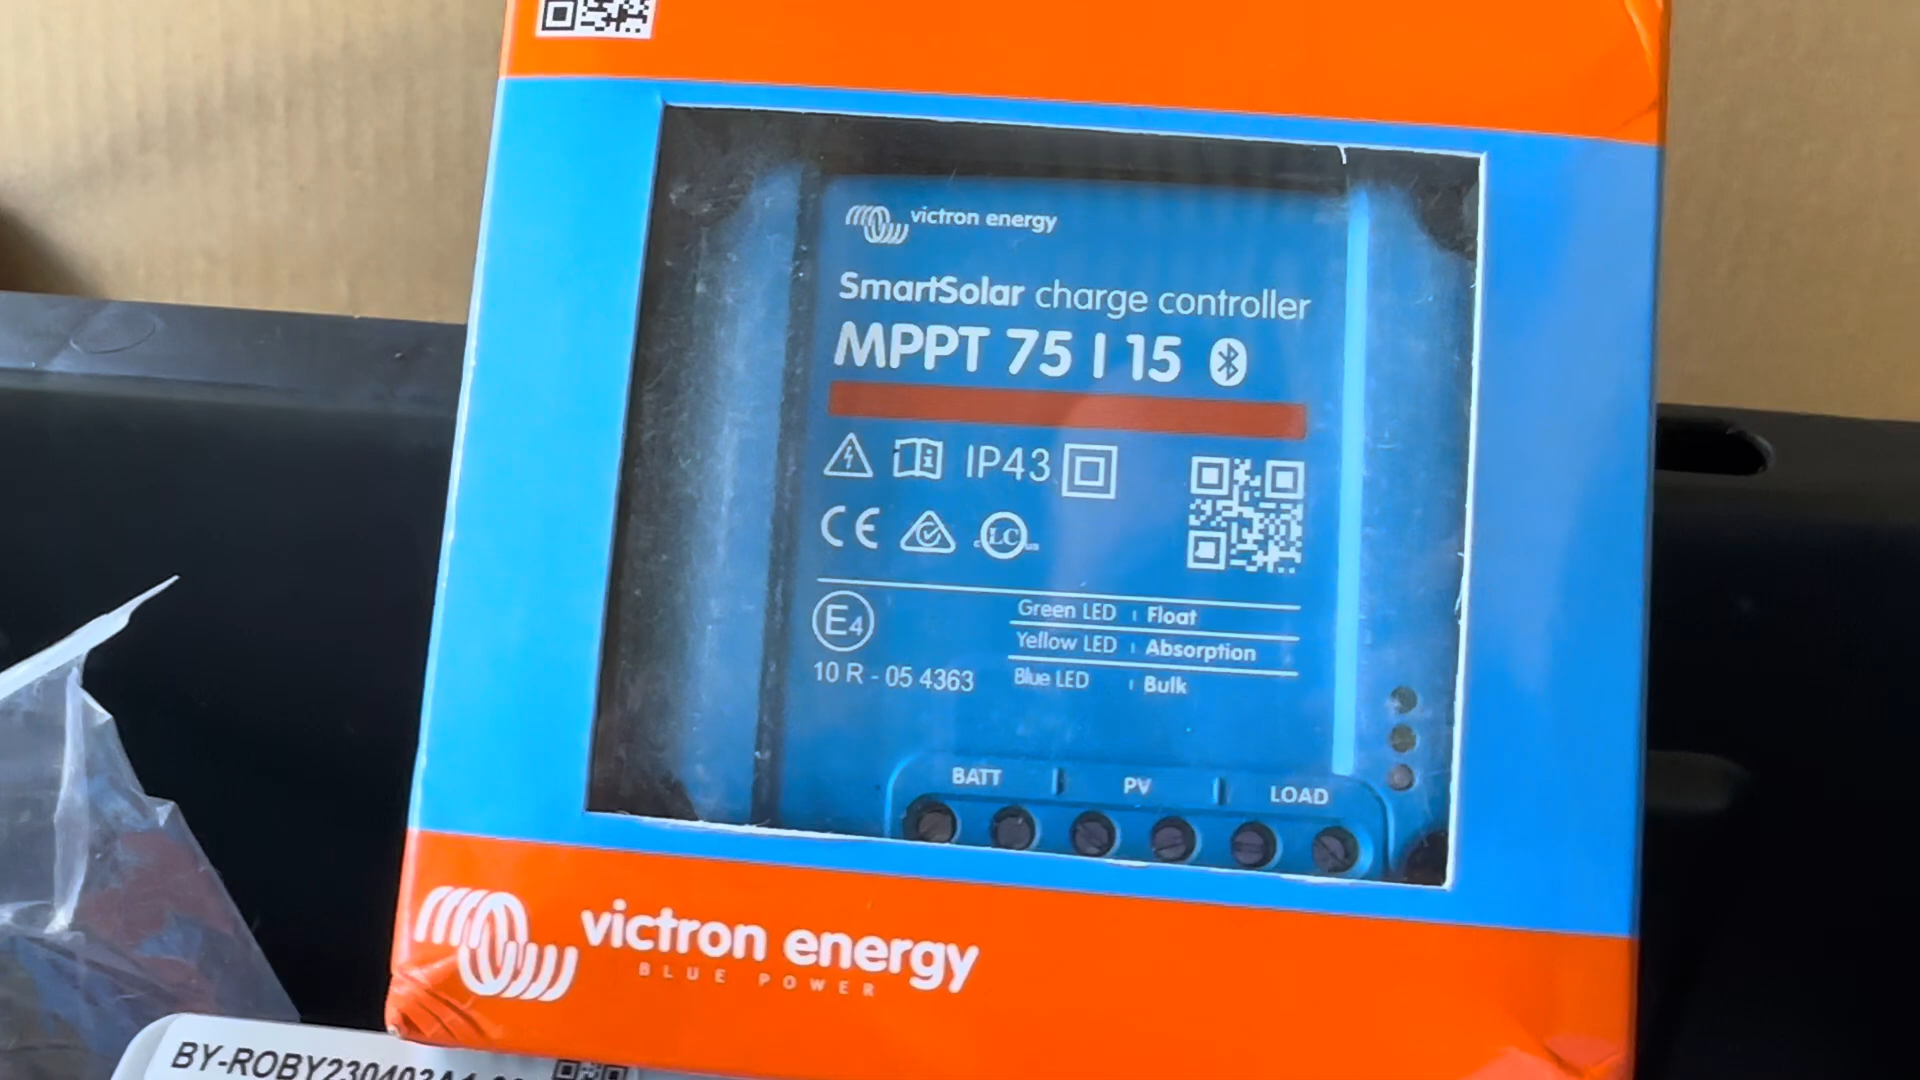 victron energy
SmartSolar charge controller
MPPT 75 | 15
IP43
CE
LC
E4
10 R - 05 4363
Green LED | Float
Yellow LED | Absorption
Blue LED | Bulk
BATT | PV | LOAD
victron energy
BLUE POWER